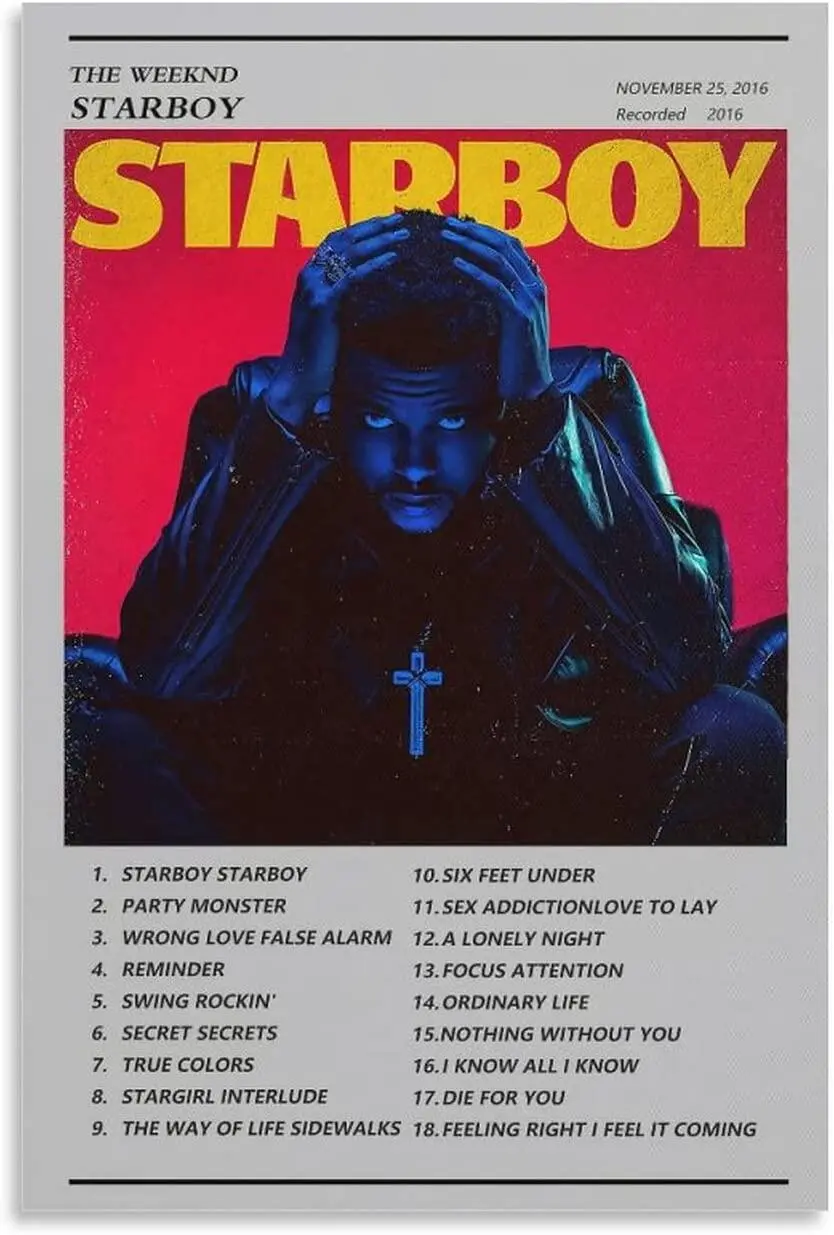 THE WEEKND
STARBOY
NOVEMBER 25, 2016
Recorded 2016
STARBOY
1. STARBOY STARBOY
2. PARTY MONSTER
3. WRONG LOVE FALSE ALARM
4. REMINDER
5. SWING ROCKIN'
6. SECRET SECRETS
7. TRUE COLORS
8. STARGIRL INTERLUDE
9. THE WAY OF LIFE SIDEWALKS
10. SIX FEET UNDER
11. SEX ADDICTIONLOVE TO LAY
12. A LONELY NIGHT
13. FOCUS ATTENTION
14. ORDINARY LIFE
15. NOTHING WITHOUT YOU
16. I KNOW ALL I KNOW
17. DIE FOR YOU
18. FEELING RIGHT I FEEL IT COMING